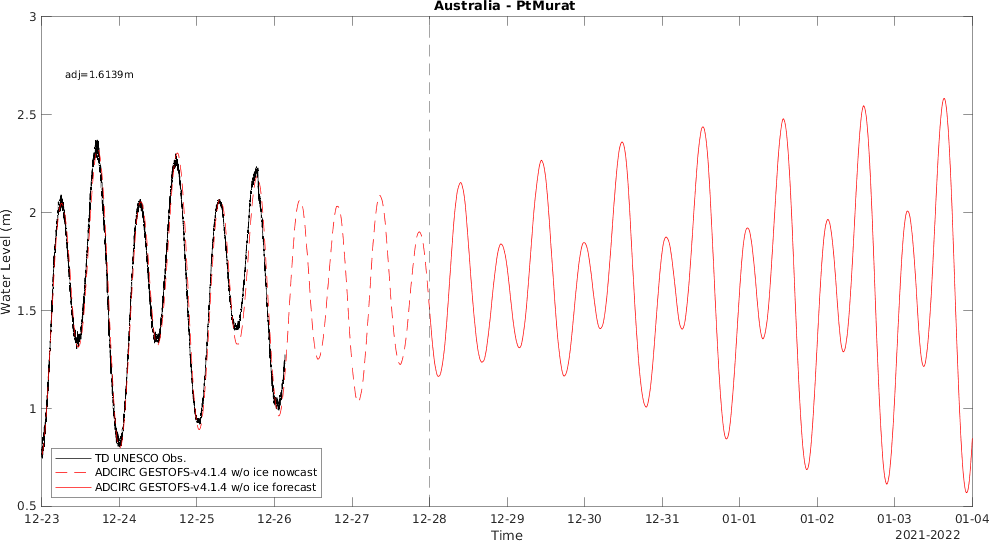 Australia - PtMurat
3
adj=1.6139m
2.5
2
Water Level (m)
1.5
1
TD UNESCO Obs.
ADCIRC GESTOFS-v4.1.4 w/o ice nowcast
ADCIRC GESTOFS-v4.1.4 w/o ice forecast
0.5
12-23 12-24 12-25 12-26 12-27 12-28 12-29 12-30 12-31 01-01 01-02 01-03 01-04
Time
2021-2022